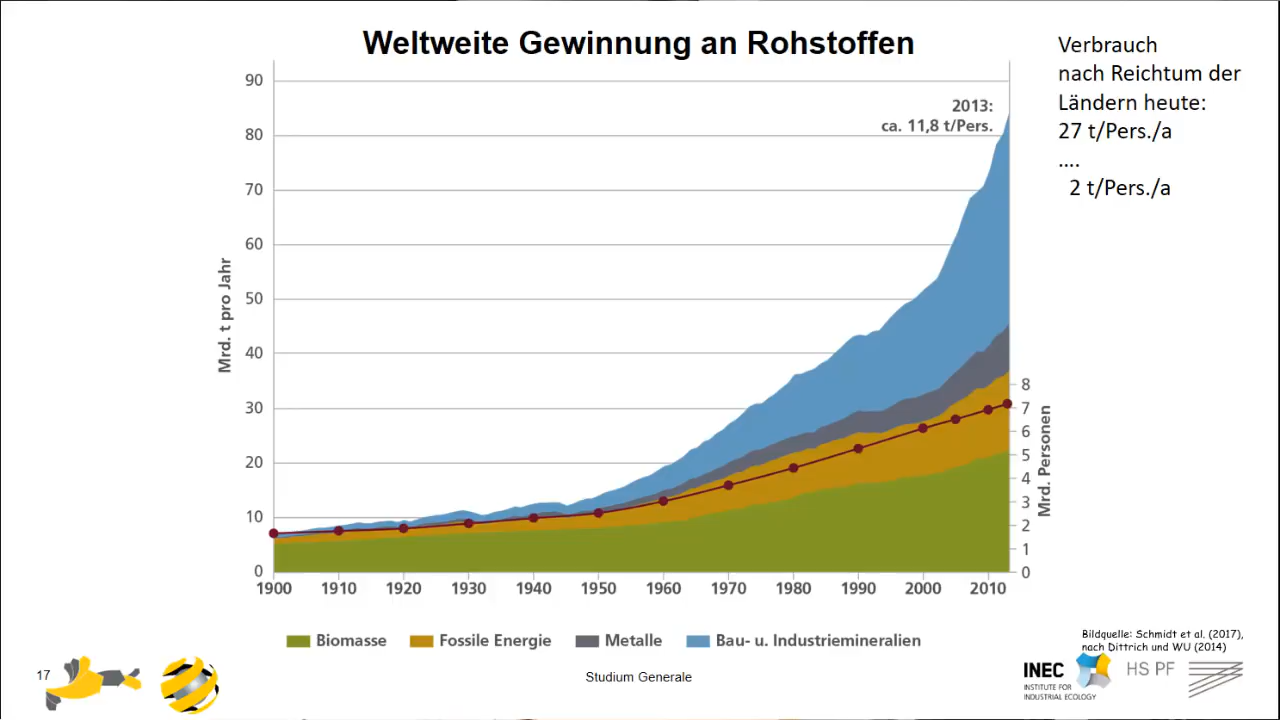 Weltweite Gewinnung an Rohstoffen
Verbrauch
nach Reichtum der
Ländern heute:
27 t/Pers./a
....
2 t/Pers./a
2013:
ca. 11,8 t/Pers.
Mrd. t pro Jahr
90
80
70
60
50
40
30
20
10
0
8
7
6
5
4
3
2
1
0
Mrd. Personen
1900 1910 1920 1930 1940 1950 1960 1970 1980 1990 2000 2010
Biomasse Fossile Energie Metalle Bau- u. Industriemineralien
Bildquelle: Schmidt et al. (2017),
nach Dittrich und WU (2014)
17
Studium Generale
INEC
INSTITUTE FOR
INDUSTRIAL ECOLOGY
HS PF